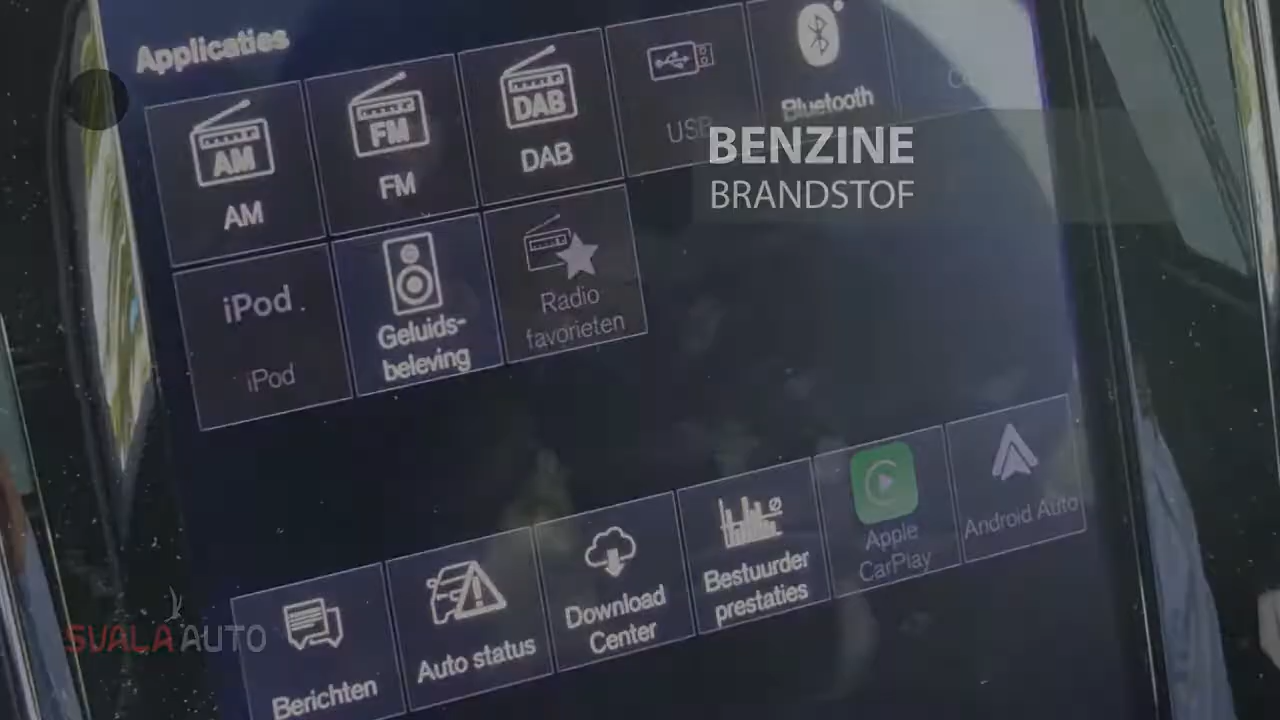 Applicaties
AM
AM
FM
FM
DAB
DAB
USB
Bluetooth
BENZINE
BRANDSTOF
iPod
iPod
Geluids-
beleving
Radio
favorieten
Berichten
Auto status
Download
Center
Bestuurder
prestaties
Apple
CarPlay
Android Auto
SVALA AUTO